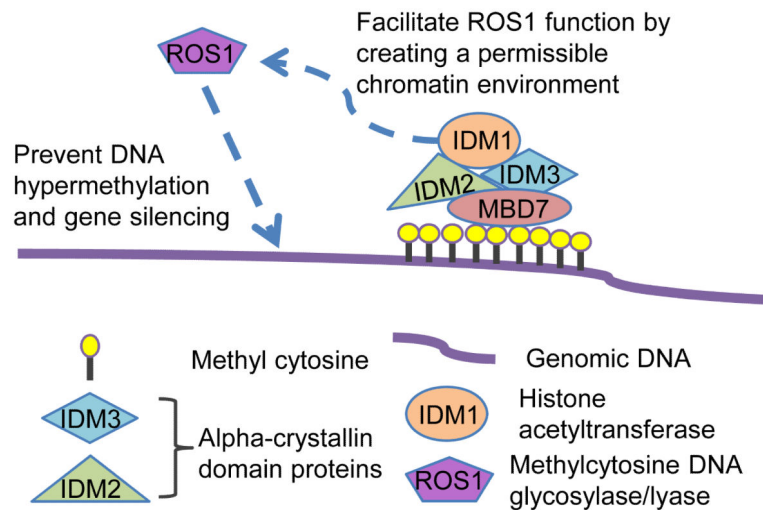 ROS1
Facilitate ROS1 function by
creating a permissible
chromatin environment
Prevent DNA
hypermethylation
and gene silencing
IDM1
IDM2
IDM3
MBD7
Methyl cytosine
Genomic DNA
IDM3
IDM2
Alpha-crystallin
domain proteins
IDM1
Histone
acetyltransferase
ROS1
Methylcytosine DNA
glycosylase/lyase